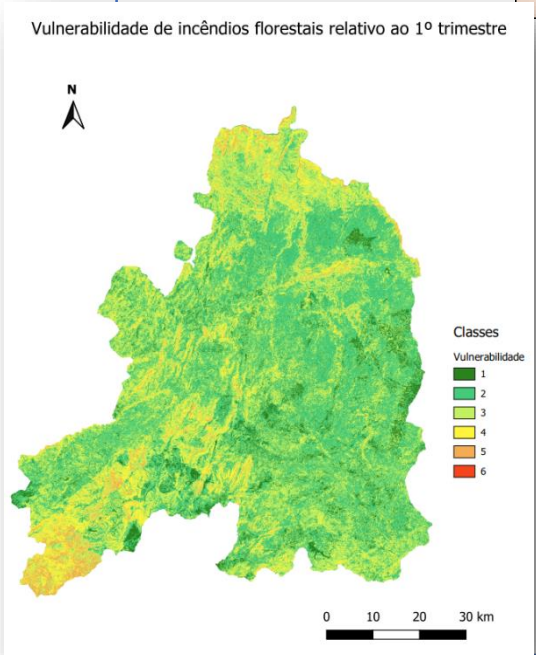 Vulnerabilidade de incêndios florestais relativo ao 1º trimestre
N
Classes
Vulnerabilidade
1
2
3
4
5
6
0 10 20 30 km